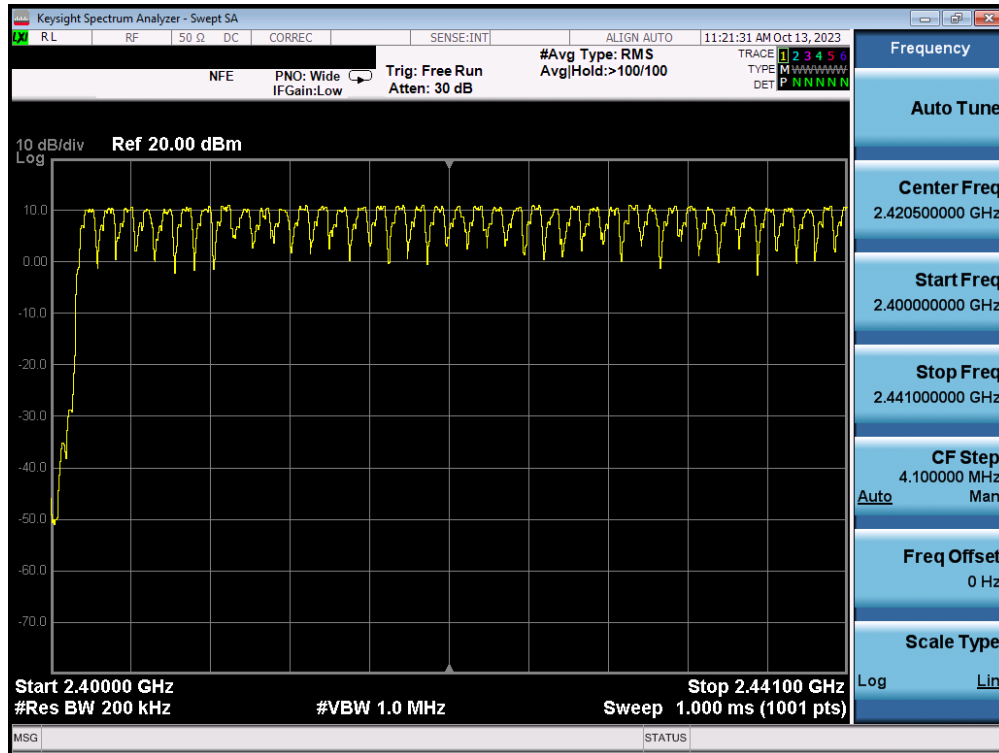 Keysight Spectrum Analyzer - Swept SA
LXI RL RF 50 Ω DC CORREC SENSE:INT ALIGN AUTO 11:21:31 AM Oct 13, 2023
NFE PNO: Wide IFGain:Low Trig: Free Run Atten: 30 dB #Avg Type: RMS Avg|Hold:>100/100
TRACE 1 2 3 4 5 6
TYPE M WWWWW
DET P N N N N N
10 dB/div Ref 20.00 dBm
Log
10.0
0.00
-10.0
-20.0
-30.0
-40.0
-50.0
-60.0
-70.0
Start 2.40000 GHz Stop 2.44100 GHz
#Res BW 200 kHz #VBW 1.0 MHz Sweep 1.000 ms (1001 pts)
MSG STATUS
Frequency
Auto Tune
Center Freq
2.420500000 GHz
Start Freq
2.400000000 GHz
Stop Freq
2.441000000 GHz
CF Step
4.100000 MHz
Auto Man
Freq Offset
0 Hz
Scale Type
Log Lin